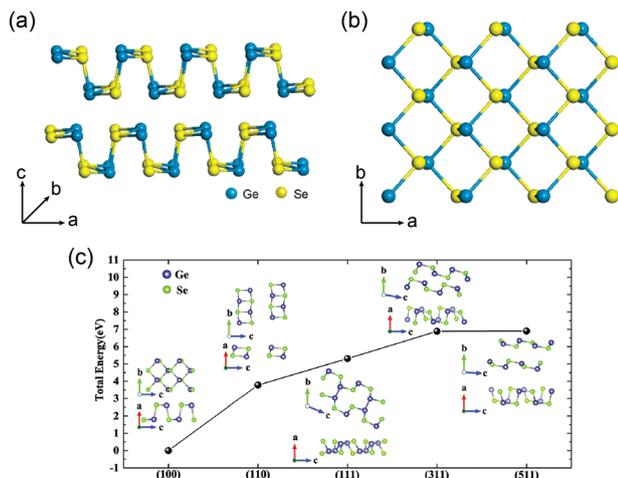 (a)
(b)
c
b
a
Ge
Se
b
a
(c)
Total Energy(eV)
11
10
9
8
7
6
5
4
3
2
1
0
-1
Ge
Se
b
c
a
c
b
c
a
c
b
c
a
c
b
c
a
c
b
c
a
c
(100)
(110)
(111)
(311)
(511)